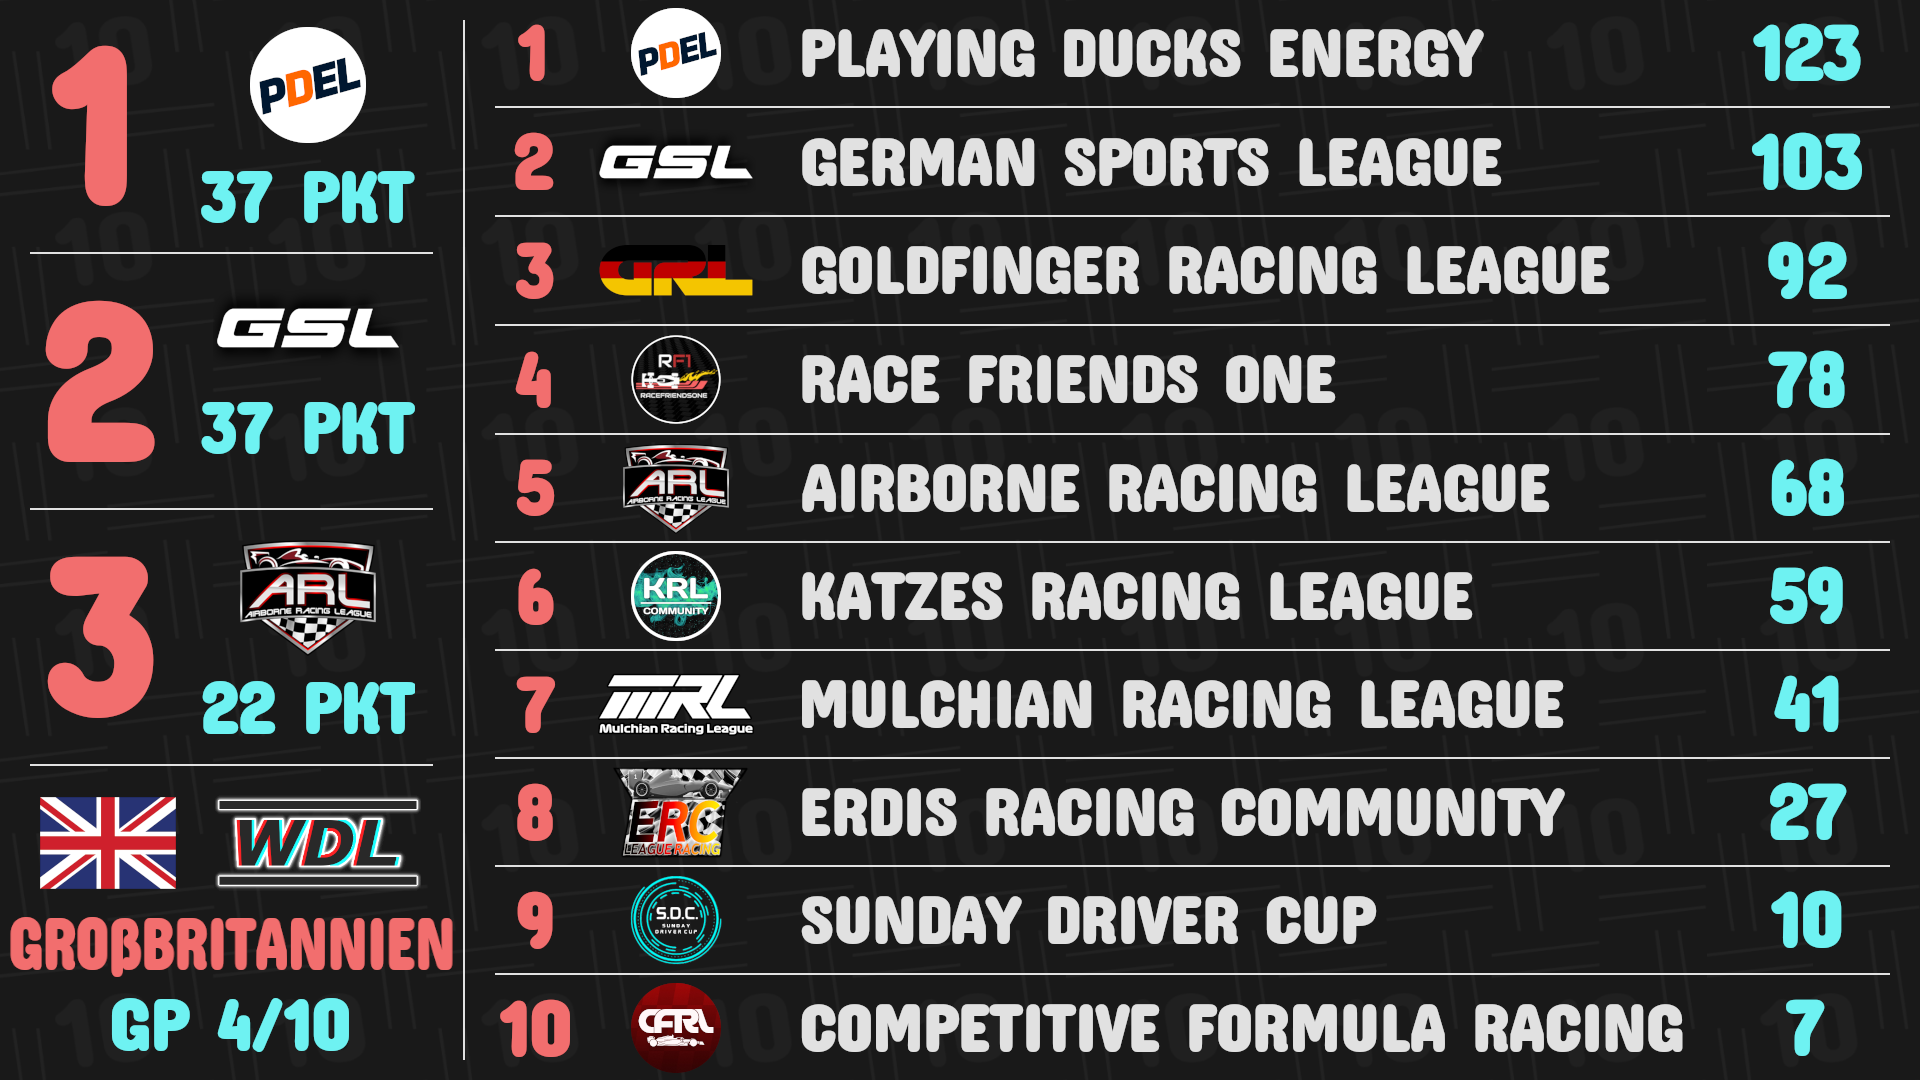 1
PDEL
37 PKT
2
GSL
37 PKT
3
ARL
AIRBORNE RACING LEAGUE
22 PKT
WDL
GROßBRITANNIEN
GP 4/10
1 PDEL PLAYING DUCKS ENERGY 123
2 GSL GERMAN SPORTS LEAGUE 103
3 GRL GOLDFINGER RACING LEAGUE 92
4 RF1 RACEFRIENDSONE RACE FRIENDS ONE 78
5 ARL AIRBORNE RACING LEAGUE AIRBORNE RACING LEAGUE 68
6 KRL COMMUNITY KATZES RACING LEAGUE 59
7 MRL Mulchian Racing League MULCHIAN RACING LEAGUE 41
8 ERC LEAGUE RACING ERDIS RACING COMMUNITY 27
9 S.D.C. SUNDAY DRIVER CUP SUNDAY DRIVER CUP 10
10 CFRL COMPETITIVE FORMULA RACING 7